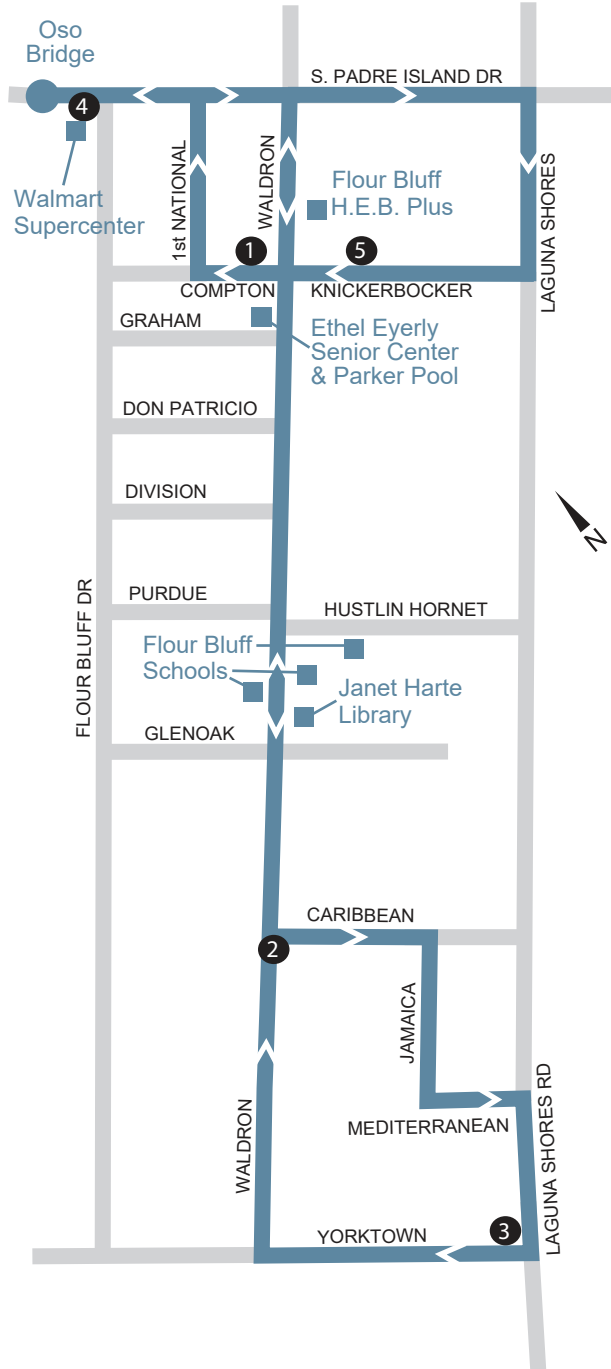 Oso
Bridge
S. PADRE ISLAND DR
4
Walmart
Supercenter
1st NATIONAL
WALDRON
Flour Bluff
H.E.B. Plus
LAGUNA SHORES
1
5
COMPTON
KNICKERBOCKER
GRAHAM
Ethel Eyerly
Senior Center
& Parker Pool
DON PATRICIO
DIVISION
N
PURDUE
HUSTLIN HORNET
FLOUR BLUFF DR
Flour Bluff
Schools
Janet Harte
Library
GLENOAK
CARIBBEAN
2
JAMAICA
MEDITERRANEAN
WALDRON
LAGUNA SHORES RD
3
YORKTOWN